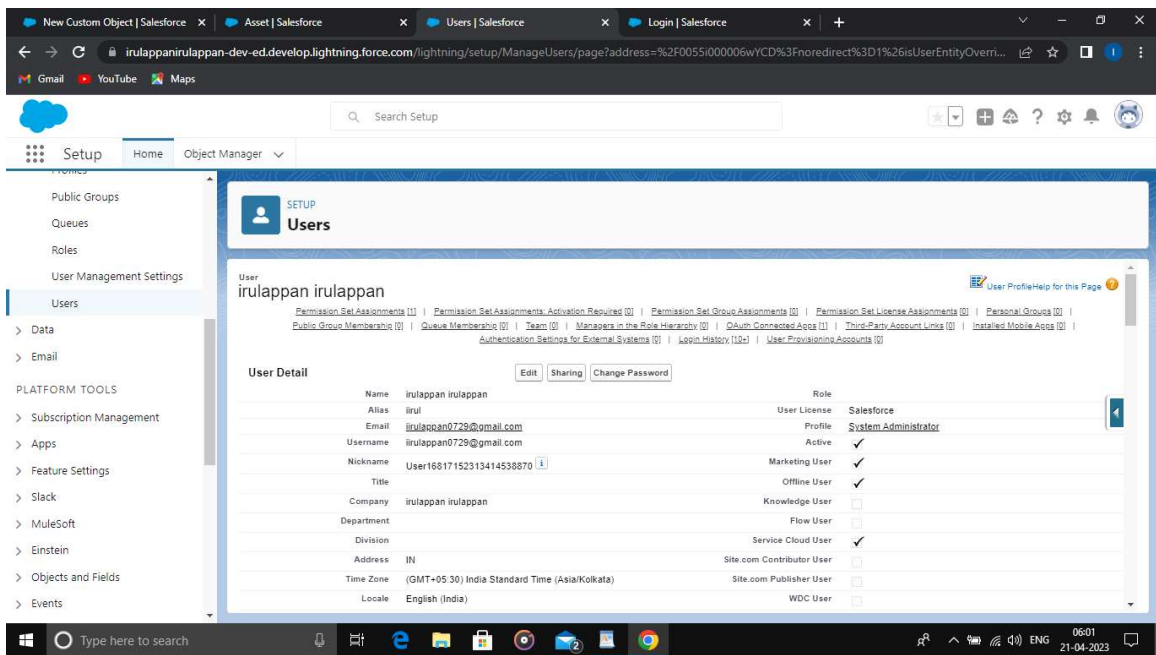 New Custom Object | Salesforce
Asset | Salesforce
Users | Salesforce
Login | Salesforce
irulappanirulappan-dev-ed.develop.lightning.force.com/lightning/setup/ManageUsers/page?address=%2F0055i000006wYCD%3Fnoredirect%3D1%26isUserEntityOverri...
Gmail YouTube Maps
Search Setup
Setup Home Object Manager
Profiles
Public Groups
Queues
Roles
User Management Settings
Users
> Data
> Email
PLATFORM TOOLS
> Subscription Management
> Apps
> Feature Settings
> Slack
> MuleSoft
> Einstein
> Objects and Fields
> Events
SETUP
Users
User
irulappan irulappan
User Profile Help for this Page
Permission Set Assignments [1] | Permission Set Assignments: Activation Required [0] | Permission Set Group Assignments [0] | Permission Set License Assignments [0] | Personal Groups [0] |
Public Group Membership [0] | Queue Membership [0] | Team [0] | Managers in the Role Hierarchy [0] | OAuth Connected Apps [1] | Third-Party Account Links [0] | Installed Mobile Apps [0] |
Authentication Settings for External Systems [0] | Login History [10+] | User Provisioning Accounts [0]
User Detail Edit Sharing Change Password
Name irulappan irulappan Role
Alias iirul User License Salesforce
Email iirulappan0729@gmail.com Profile System Administrator
Username iirulappan0729@gmail.com Active ✓
Nickname User16817152313414538870 i Marketing User ✓
Title Offline User ✓
Company irulappan irulappan Knowledge User
Department Flow User
Division Service Cloud User ✓
Address IN Site.com Contributor User
Time Zone (GMT+05:30) India Standard Time (Asia/Kolkata) Site.com Publisher User
Locale English (India) WDC User
Type here to search
2
ENG
06:01
21-04-2023